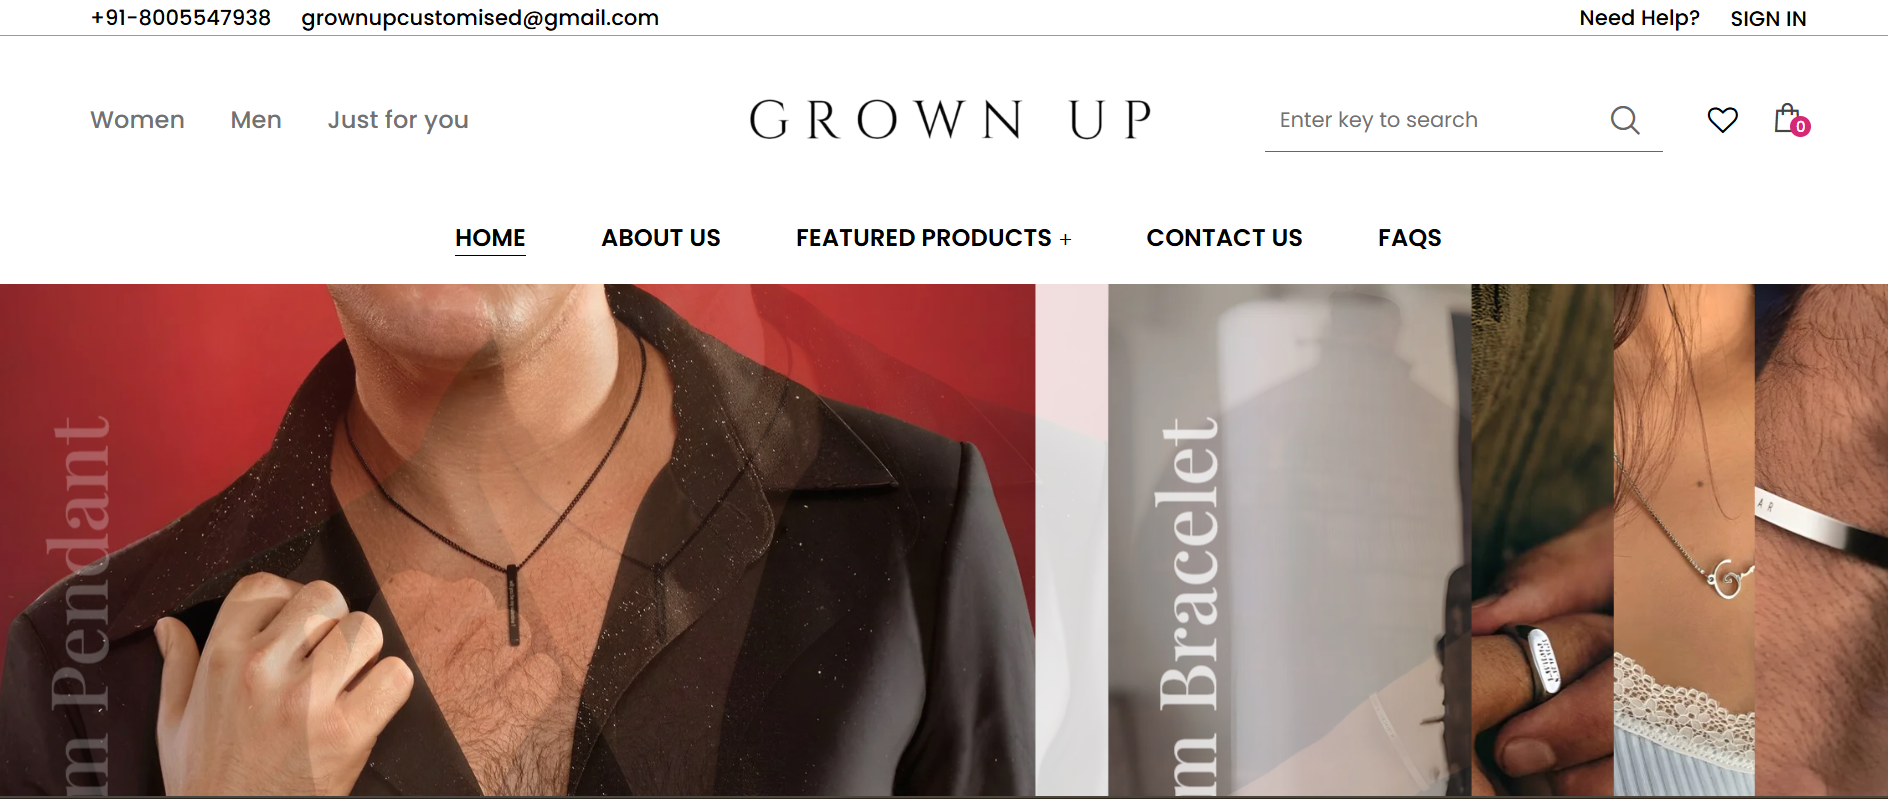 +91-8005547938 grownupcustomised@gmail.com Need Help? SIGN IN
Women Men Just for you GROWN UP Enter key to search 0
HOME ABOUT US FEATURED PRODUCTS + CONTACT US FAQS
m Pendant
m Bracelet
A R